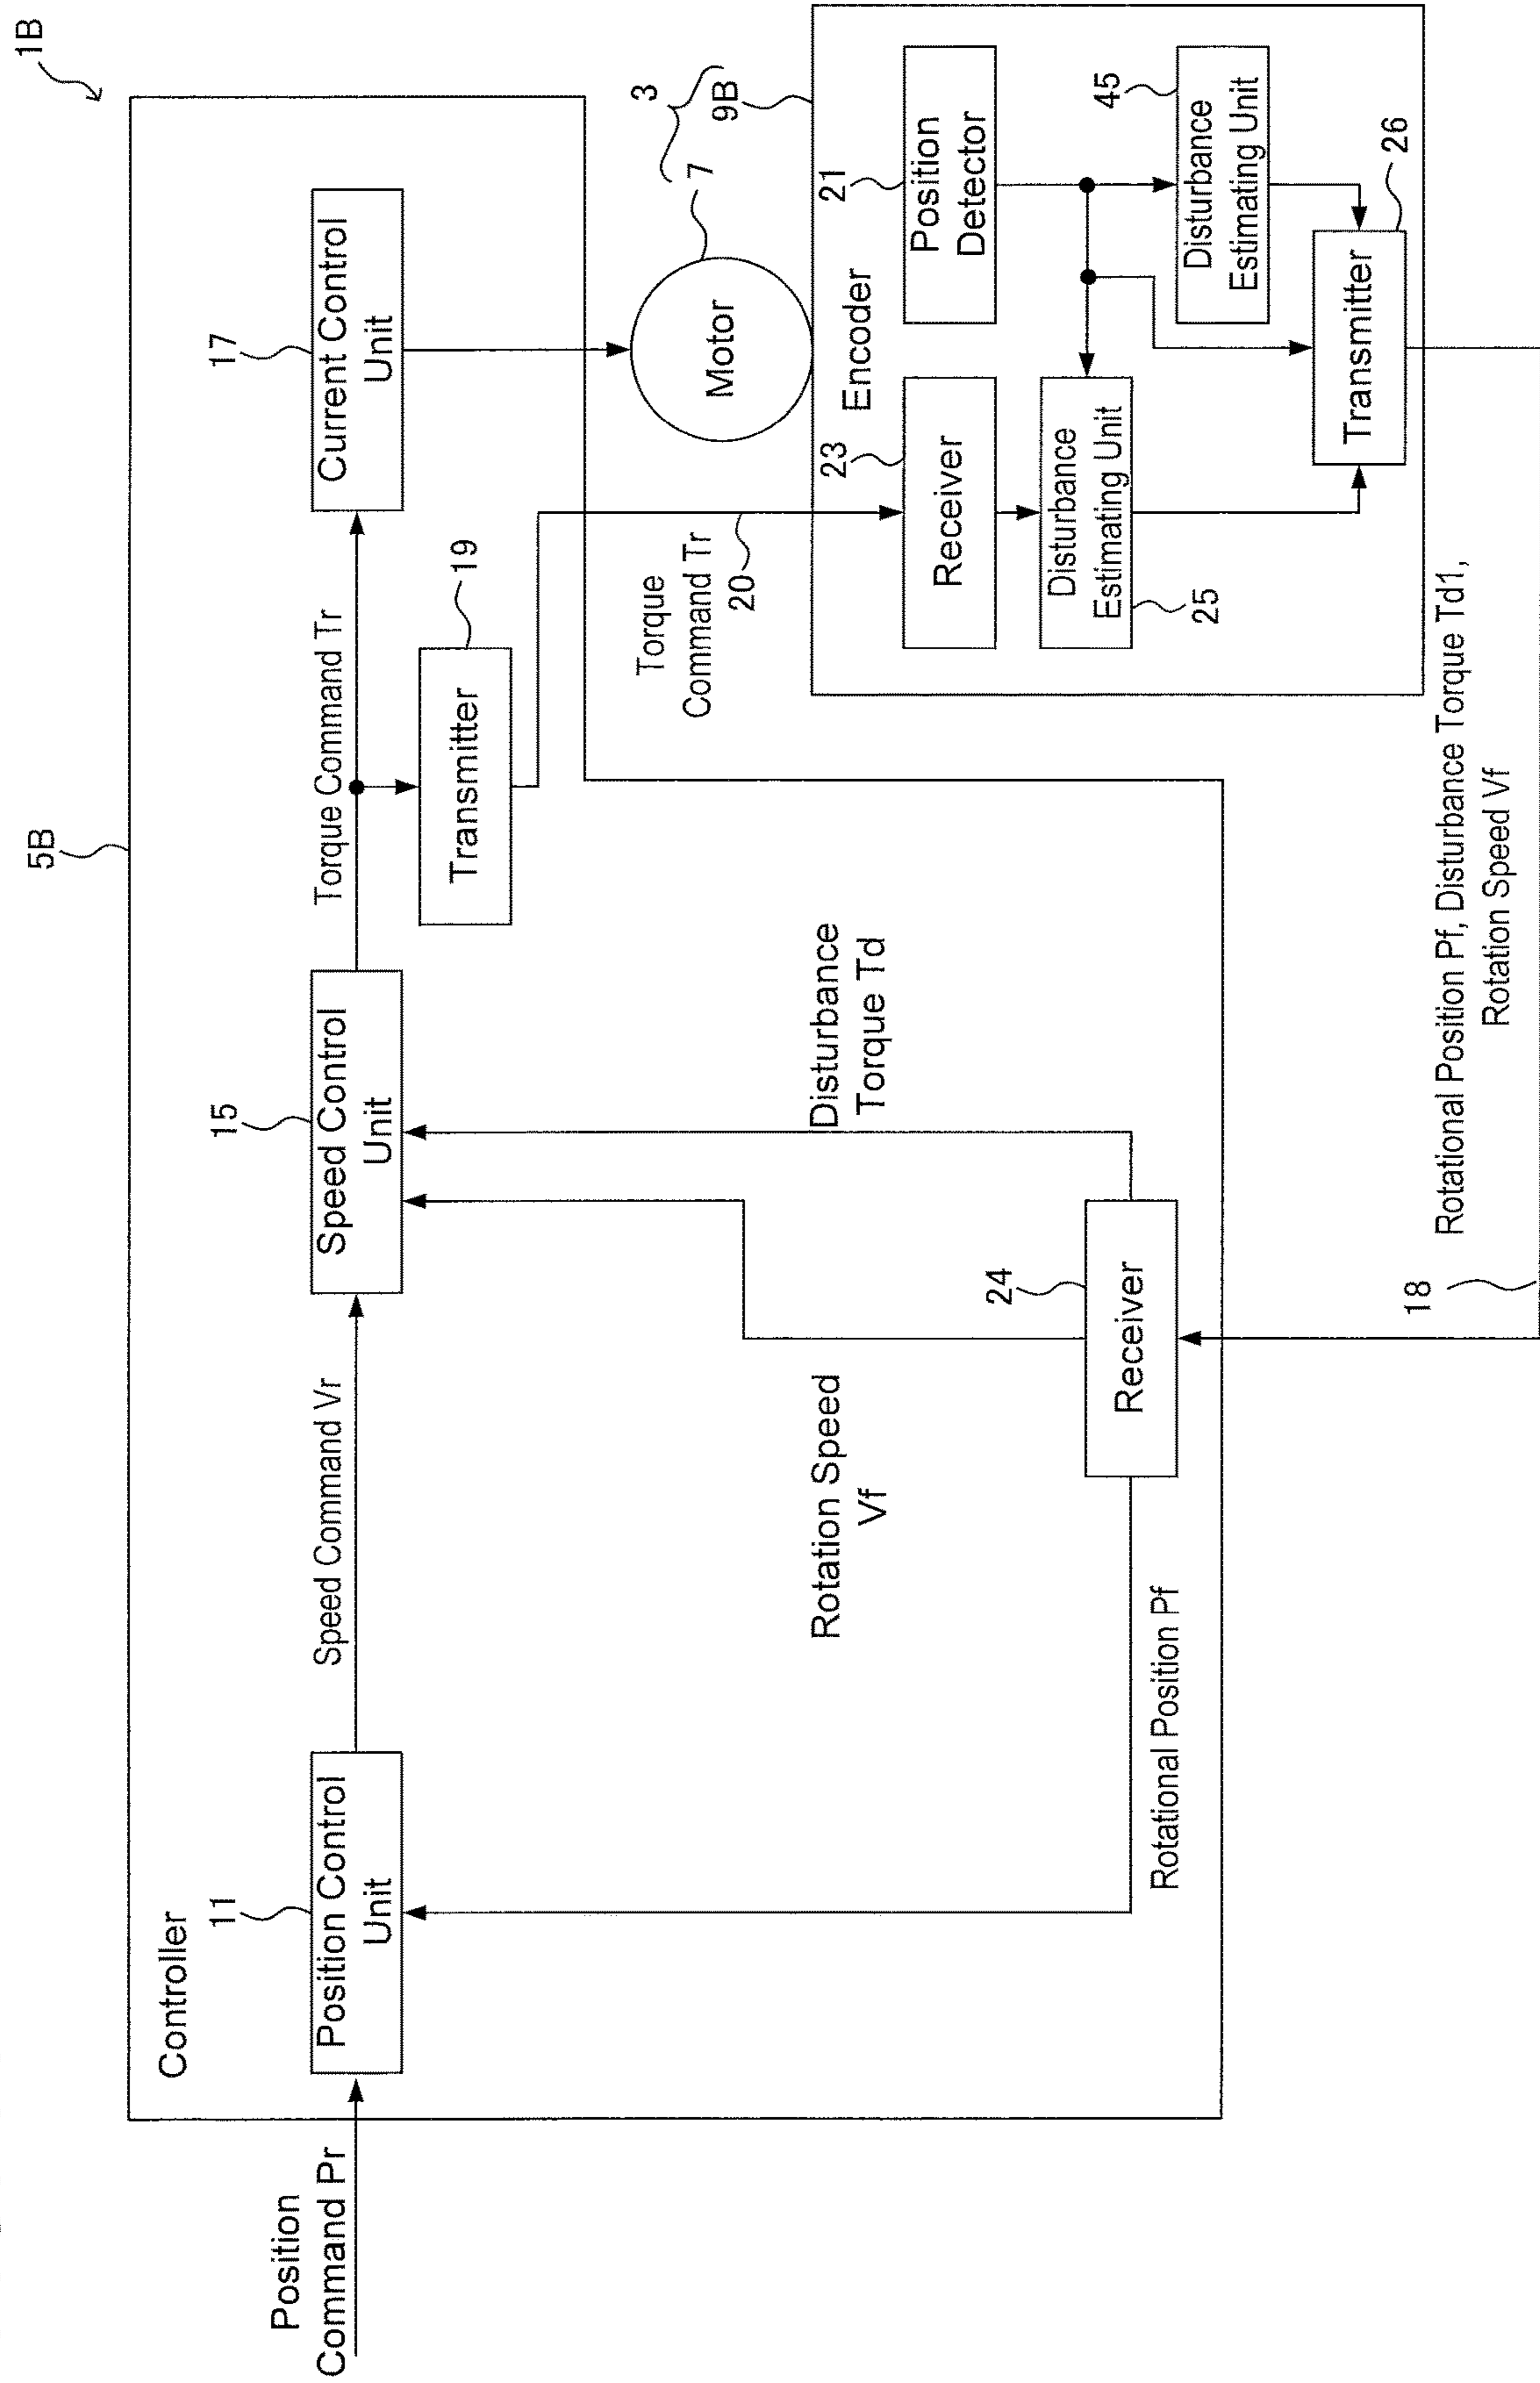 1B
5B
Controller
Position
Command Pr
11
Position Control
Unit
Speed Command Vr
15
Speed Control
Unit
Torque Command Tr
17
Current Control
Unit
19
Transmitter
Torque
Command Tr
20
3
7
9B
Motor
Encoder
21
Position
Detector
23
Receiver
Disturbance
Estimating Unit
25
45
Disturbance
Estimating Unit
26
Transmitter
Rotation Speed
Vf
Disturbance
Torque Td
24
Receiver
Rotational Position Pf
18
Rotational Position Pf, Disturbance Torque Td1,
Rotation Speed Vf